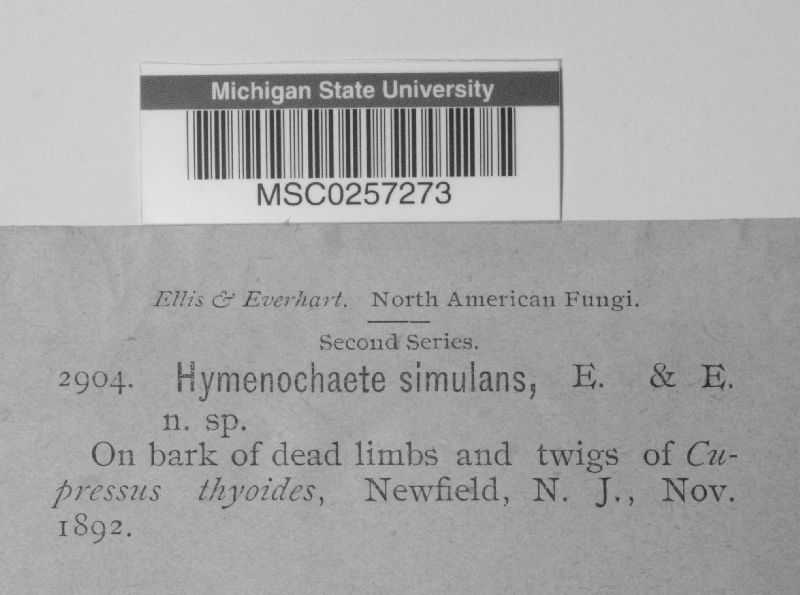 Michigan State University
MSC0257273
Ellis & Everhart. North American Fungi.
Second Series.
2904. Hymenochaete simulans, E. & E.
n. sp.
On bark of dead limbs and twigs of Cu-
pressus thyoides, Newfield, N. J., Nov.
1892.